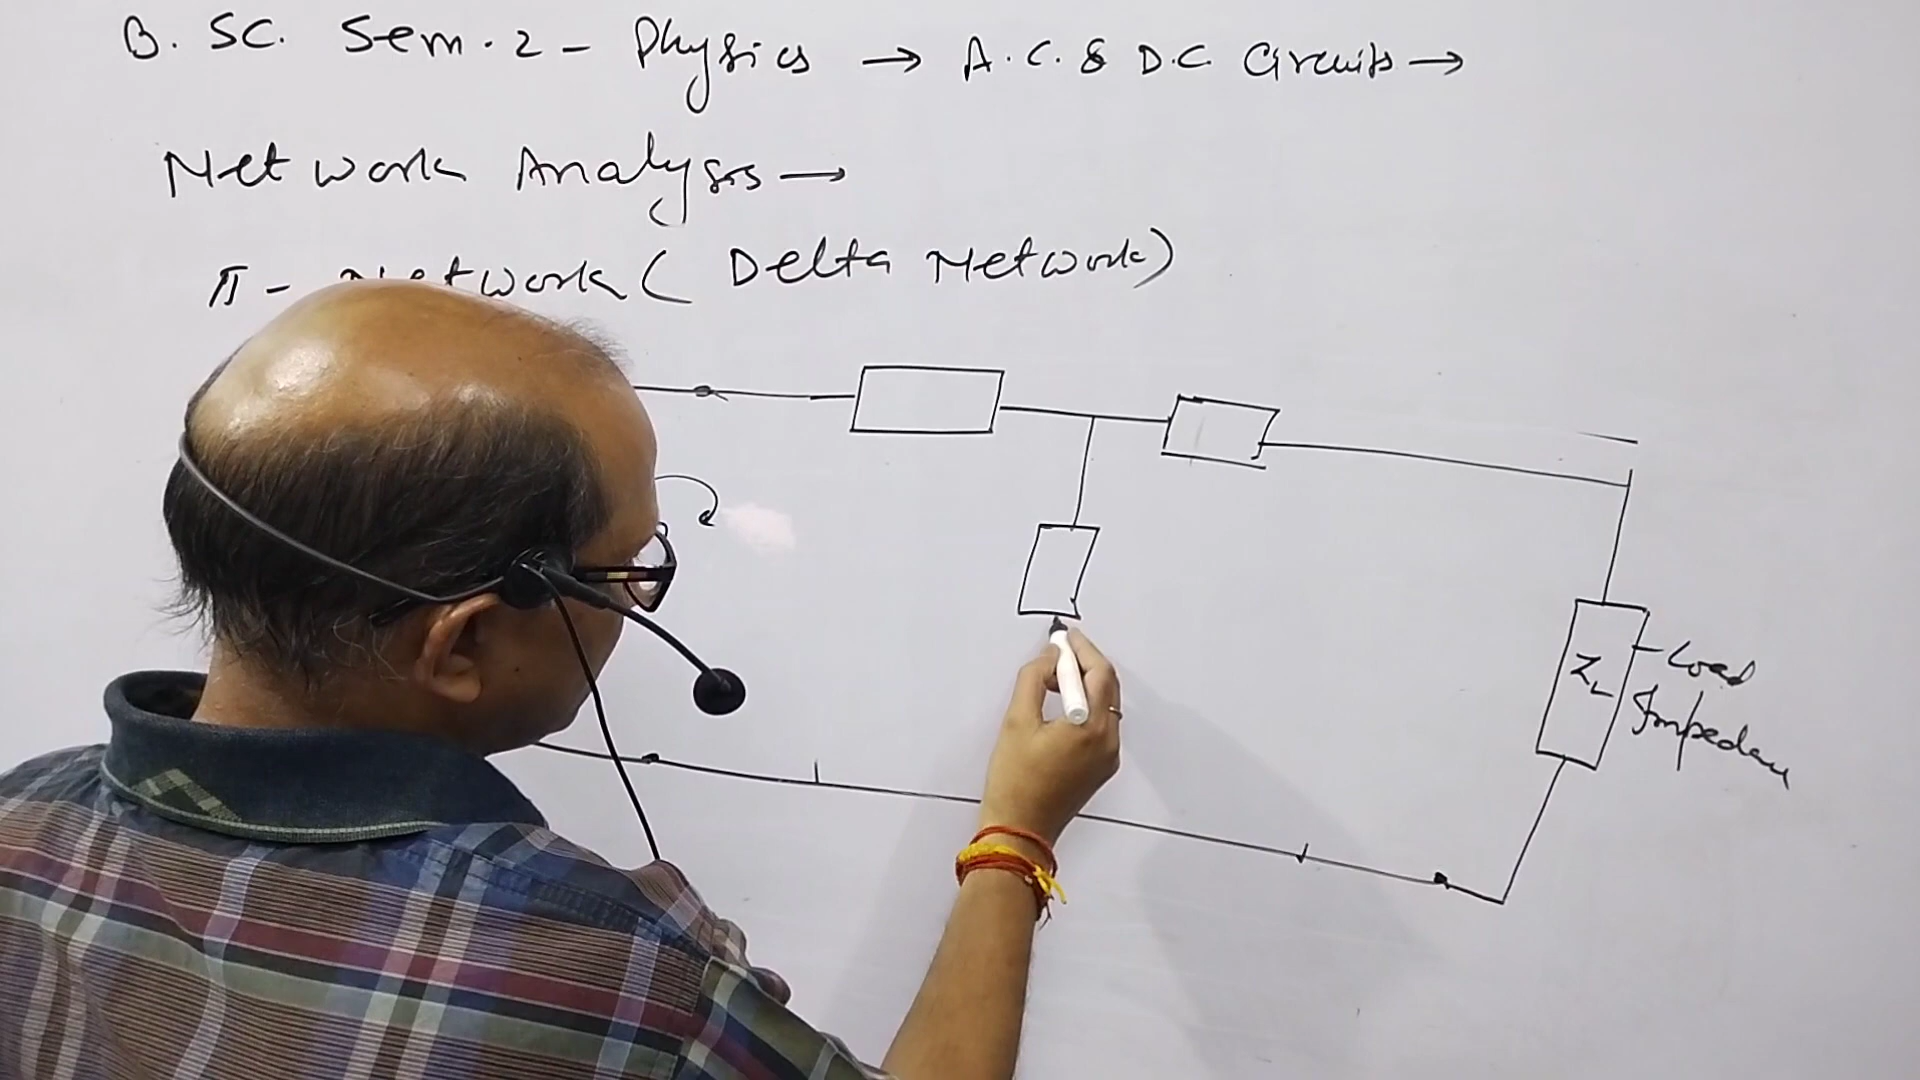 B. SC. Sem. 2 - Physics → A.C. & D.C. Circuits →
Network Analysis →
π - Network ( Delta Network)
ZL
Load
Impedance